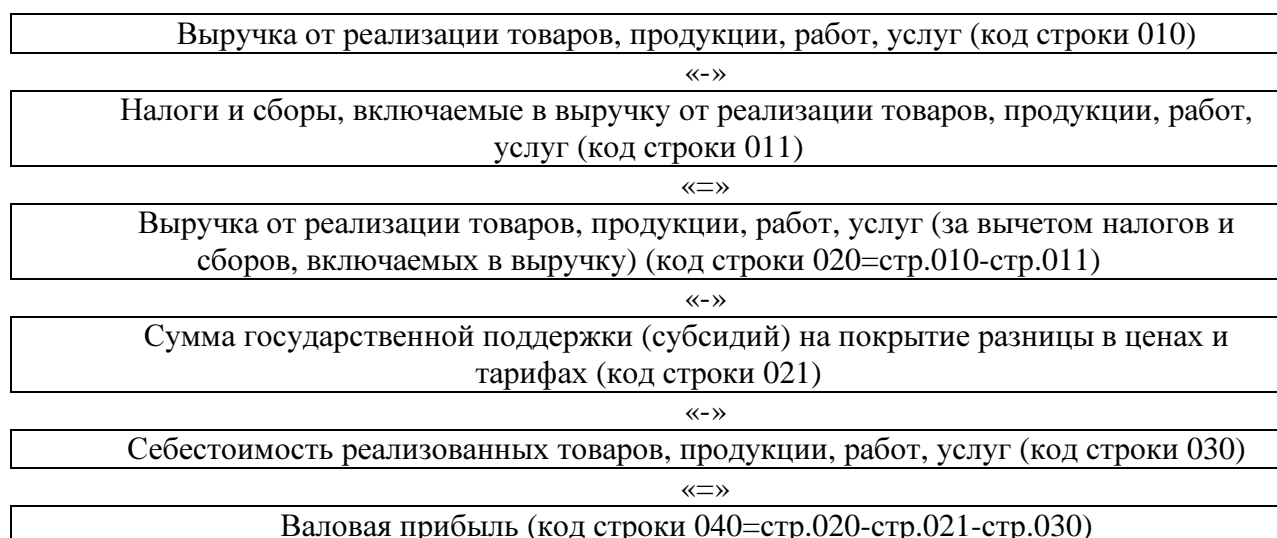 Выручка от реализации товаров, продукции, работ, услуг (код строки 010)
«-»
Налоги и сборы, включаемые в выручку от реализации товаров, продукции, работ,
услуг (код строки 011)
«=»
Выручка от реализации товаров, продукции, работ, услуг (за вычетом налогов и
сборов, включаемых в выручку) (код строки 020=стр.010-стр.011)
«-»
Сумма государственной поддержки (субсидий) на покрытие разницы в ценах и
тарифах (код строки 021)
«-»
Себестоимость реализованных товаров, продукции, работ, услуг (код строки 030)
«=»
Валовая прибыль (код строки 040=стр.020-стр.021-стр.030)